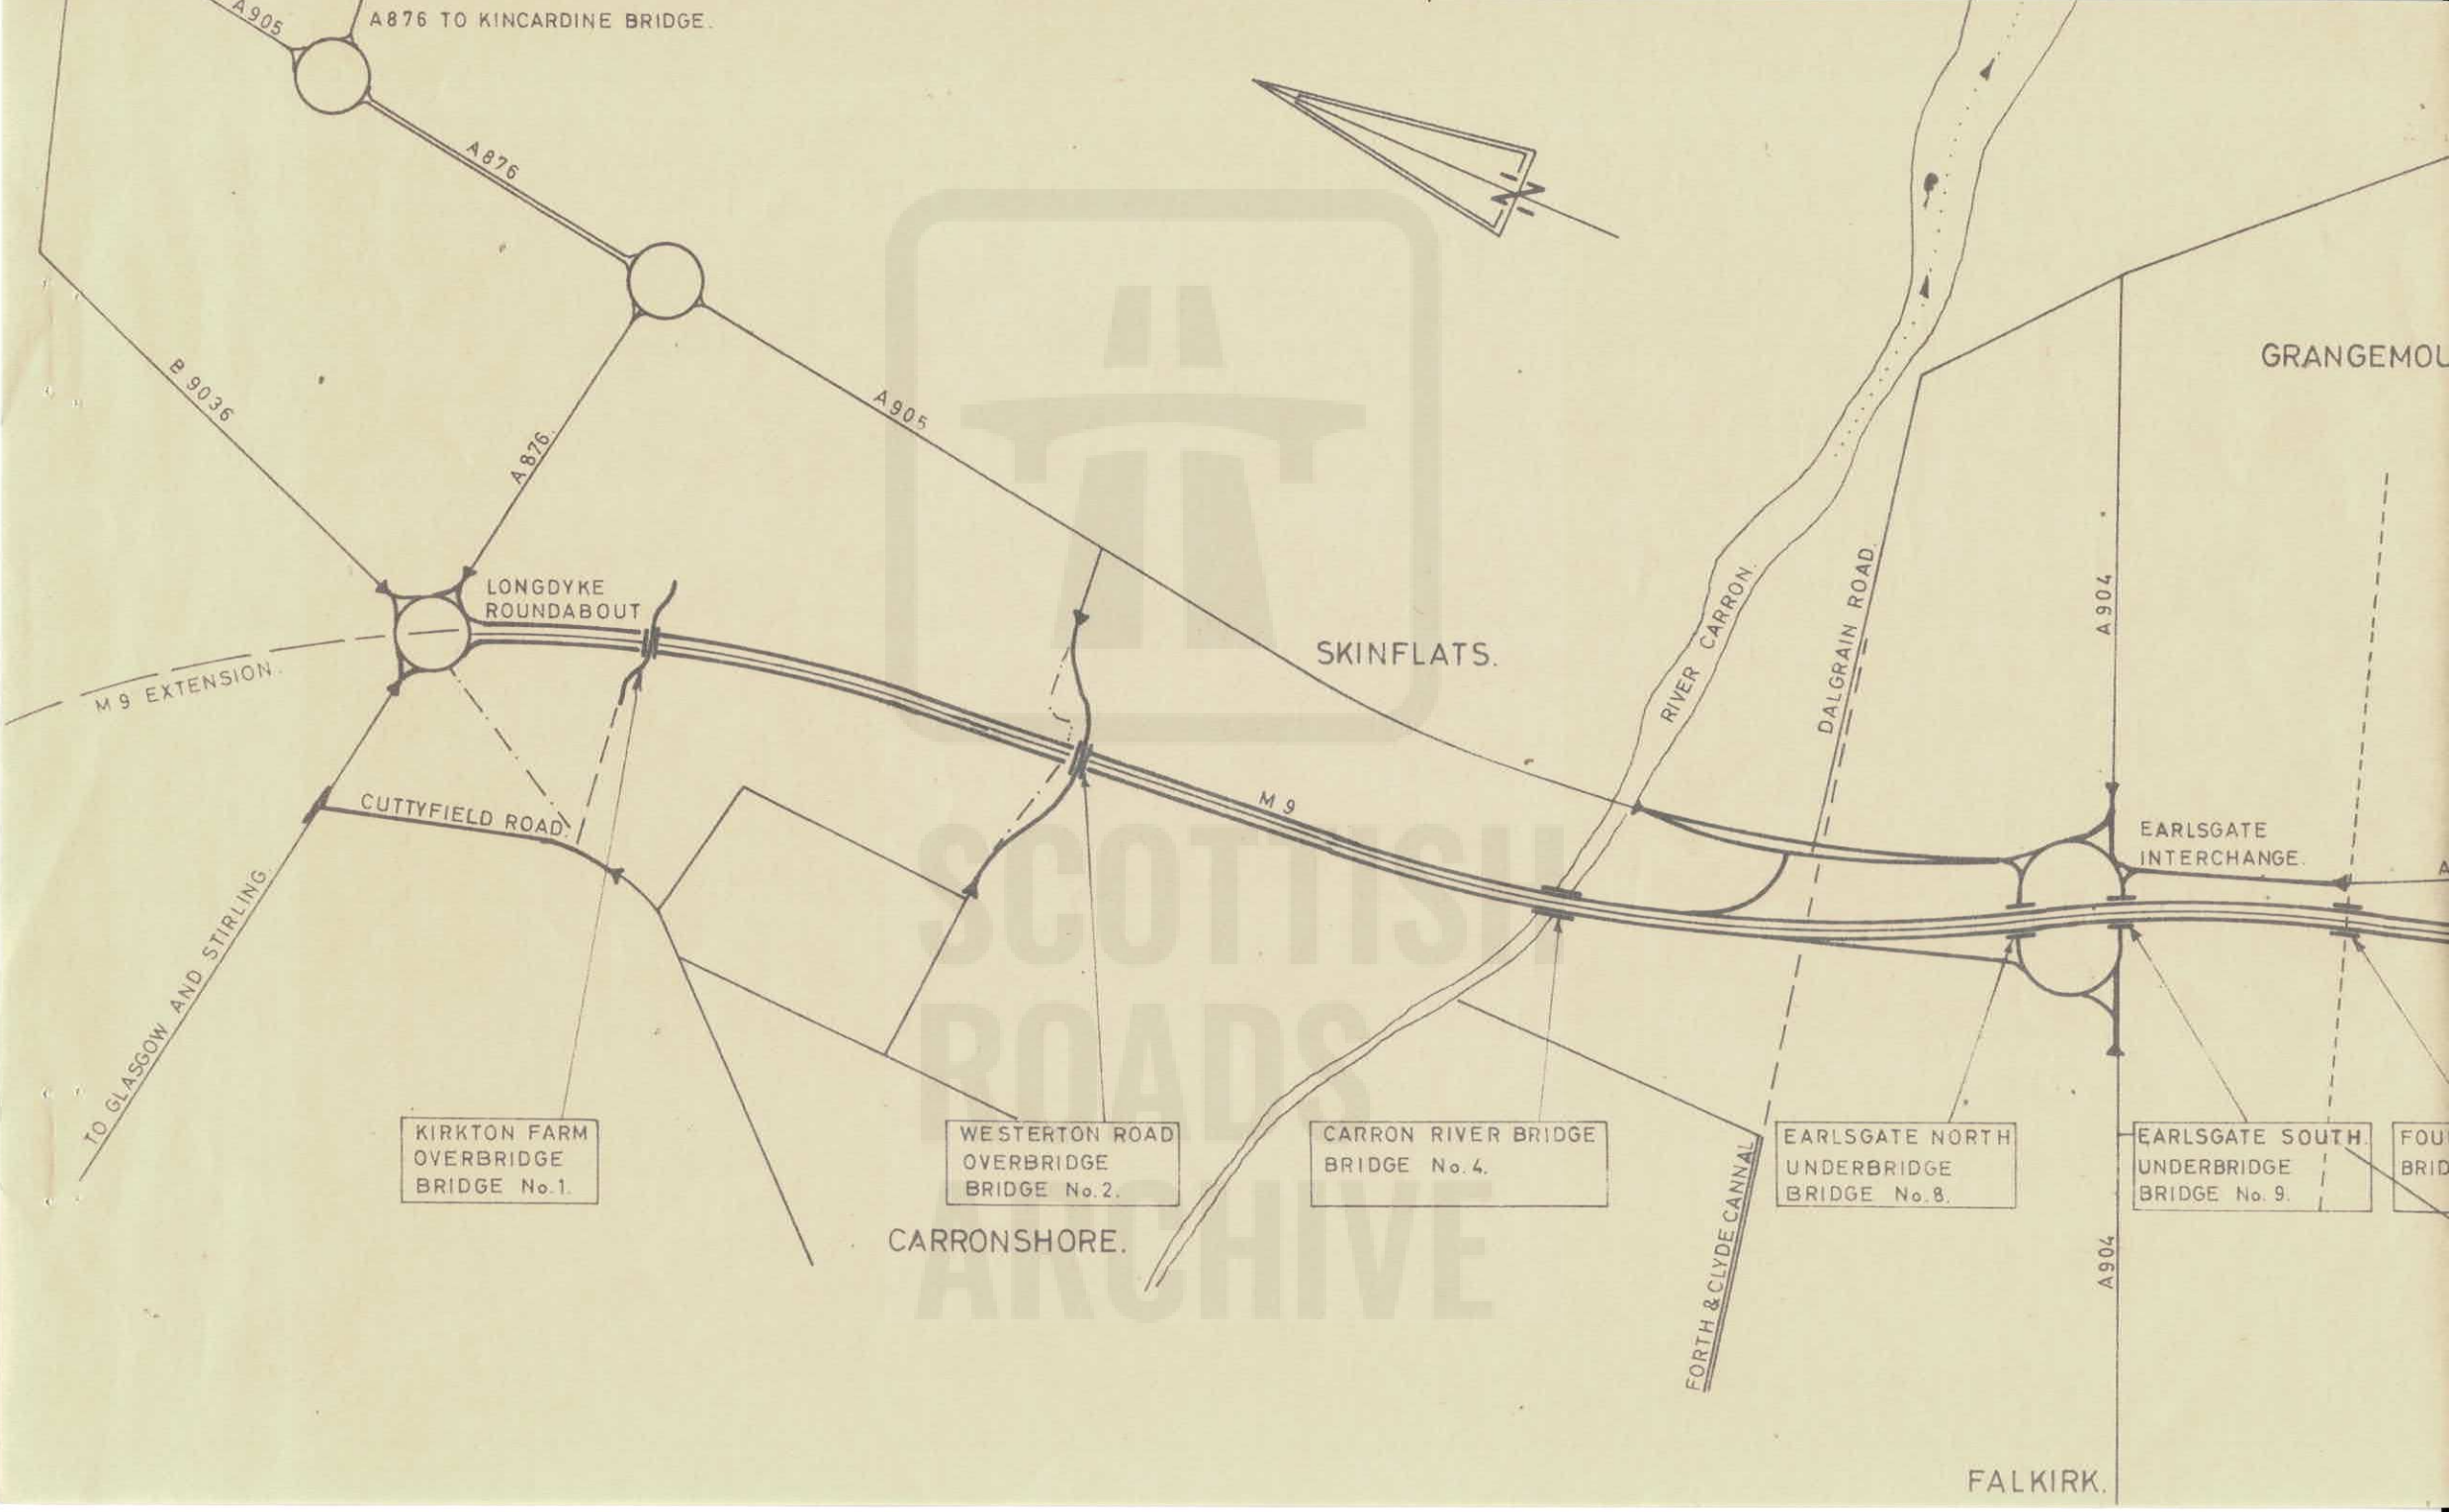 A905
A876 TO KINCARDINE BRIDGE.
A876
N
B 9036
A 876.
A905
GRANGEMOU
LONGDYKE
ROUNDABOUT
SKINFLATS.
RIVER CARRON.
DALGRAIN ROAD.
A904
M 9 EXTENSION.
CUTTYFIELD ROAD.
M 9
EARLSGATE
INTERCHANGE.
A
TO GLASGOW AND STIRLING.
SCOTTISH
ROADS
ARCHIVE
KIRKTON FARM
OVERBRIDGE
BRIDGE No.1.
WESTERTON ROAD
OVERBRIDGE
BRIDGE No.2.
CARRON RIVER BRIDGE
BRIDGE No.4.
EARLSGATE NORTH
UNDERBRIDGE
BRIDGE No.8.
EARLSGATE SOUTH.
UNDERBRIDGE
BRIDGE No. 9.
FOU
BRID
CARRONSHORE.
FORTH & CLYDE CANNAL
A904
FALKIRK.